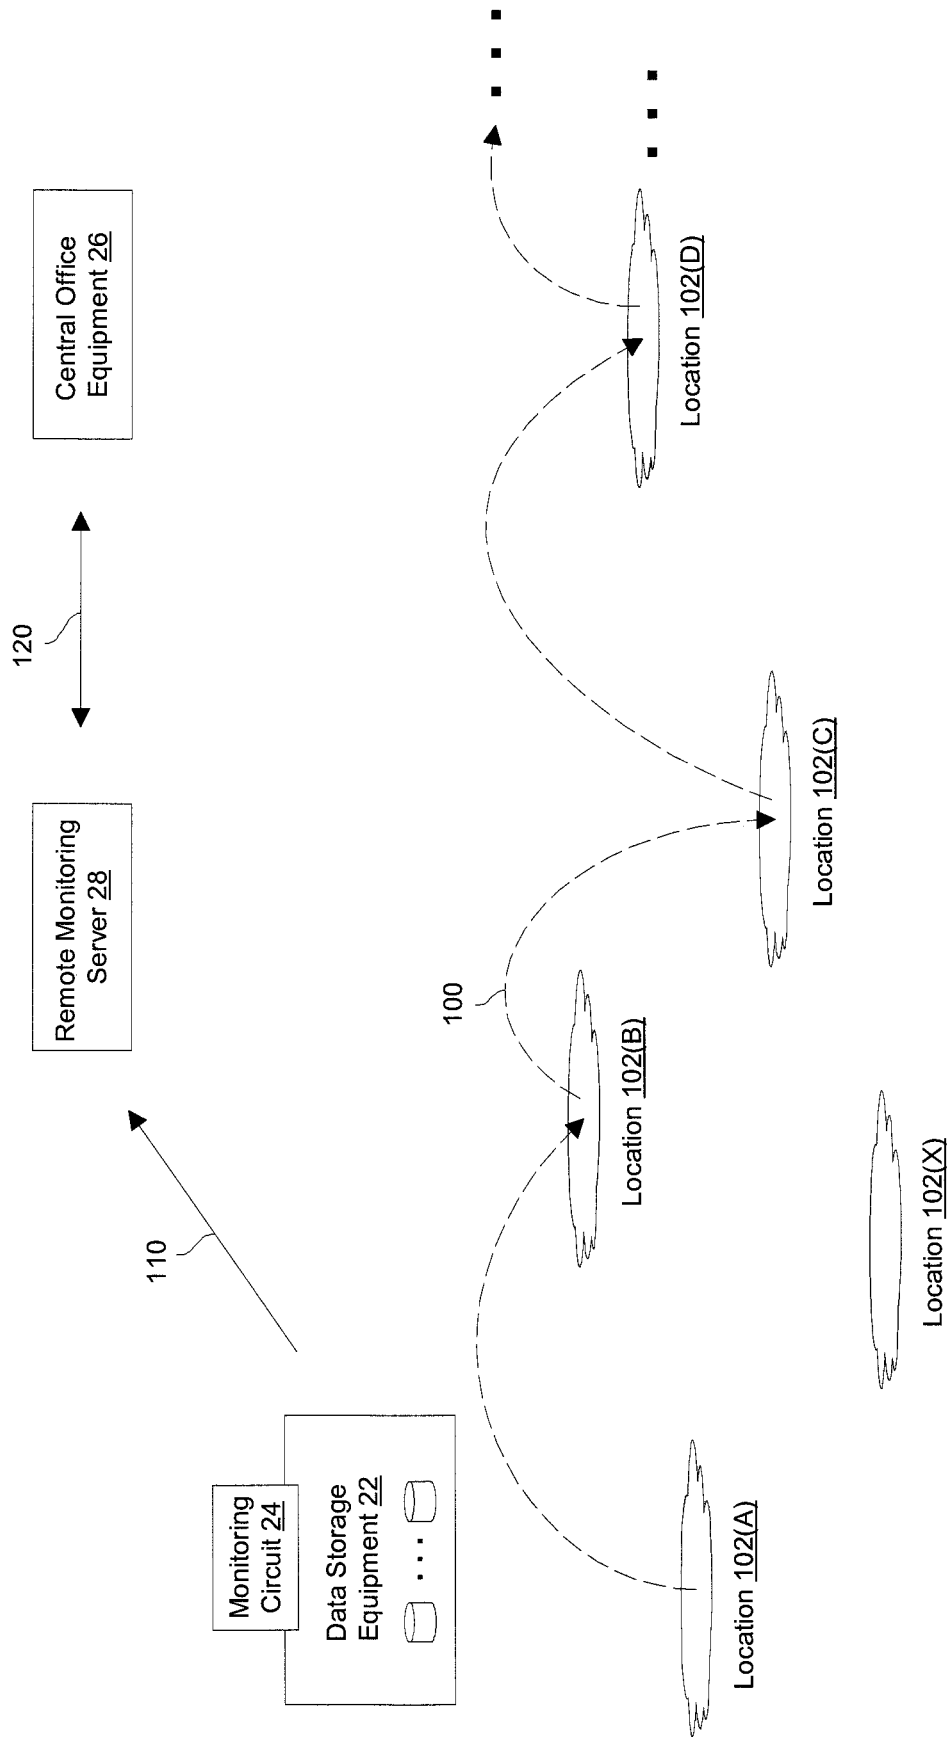 Monitoring
Circuit 24
Data Storage
Equipment 22
110
Remote Monitoring
Server 28
120
Central Office
Equipment 26
100
Location 102(A)
Location 102(X)
Location 102(B)
Location 102(C)
Location 102(D)